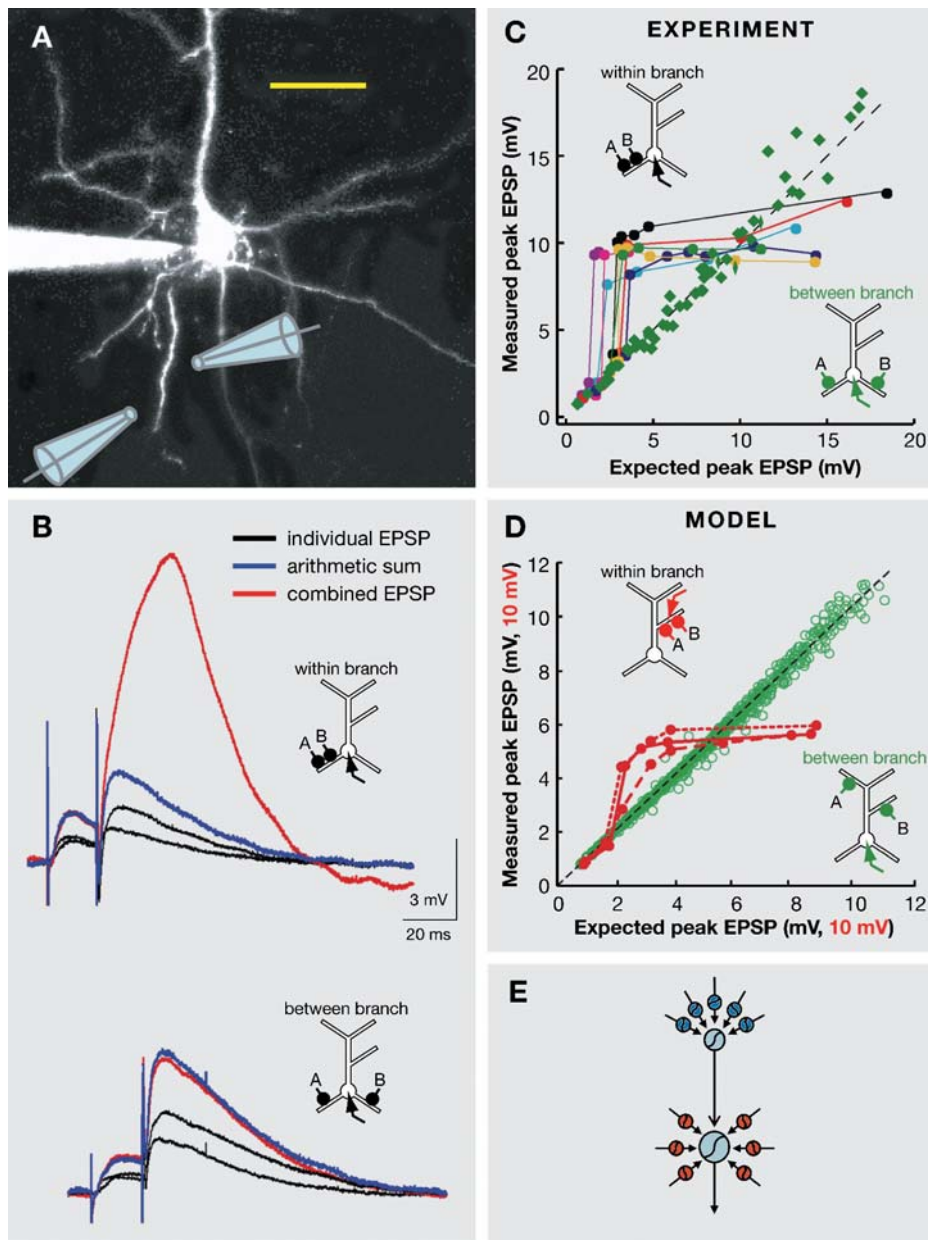 A
B
individual EPSP
arithmetic sum
combined EPSP
within branch
A
B
3 mV
20 ms
between branch
A
B
C
EXPERIMENT
Measured peak EPSP (mV)
20
15
10
5
0
within branch
A
B
between branch
A
B
0
5
10
15
20
Expected peak EPSP (mV)
D
MODEL
Measured peak EPSP (mV, 10 mV)
12
10
8
6
4
2
0
within branch
A
B
between branch
A
B
0
2
4
6
8
10
12
Expected peak EPSP (mV, 10 mV)
E